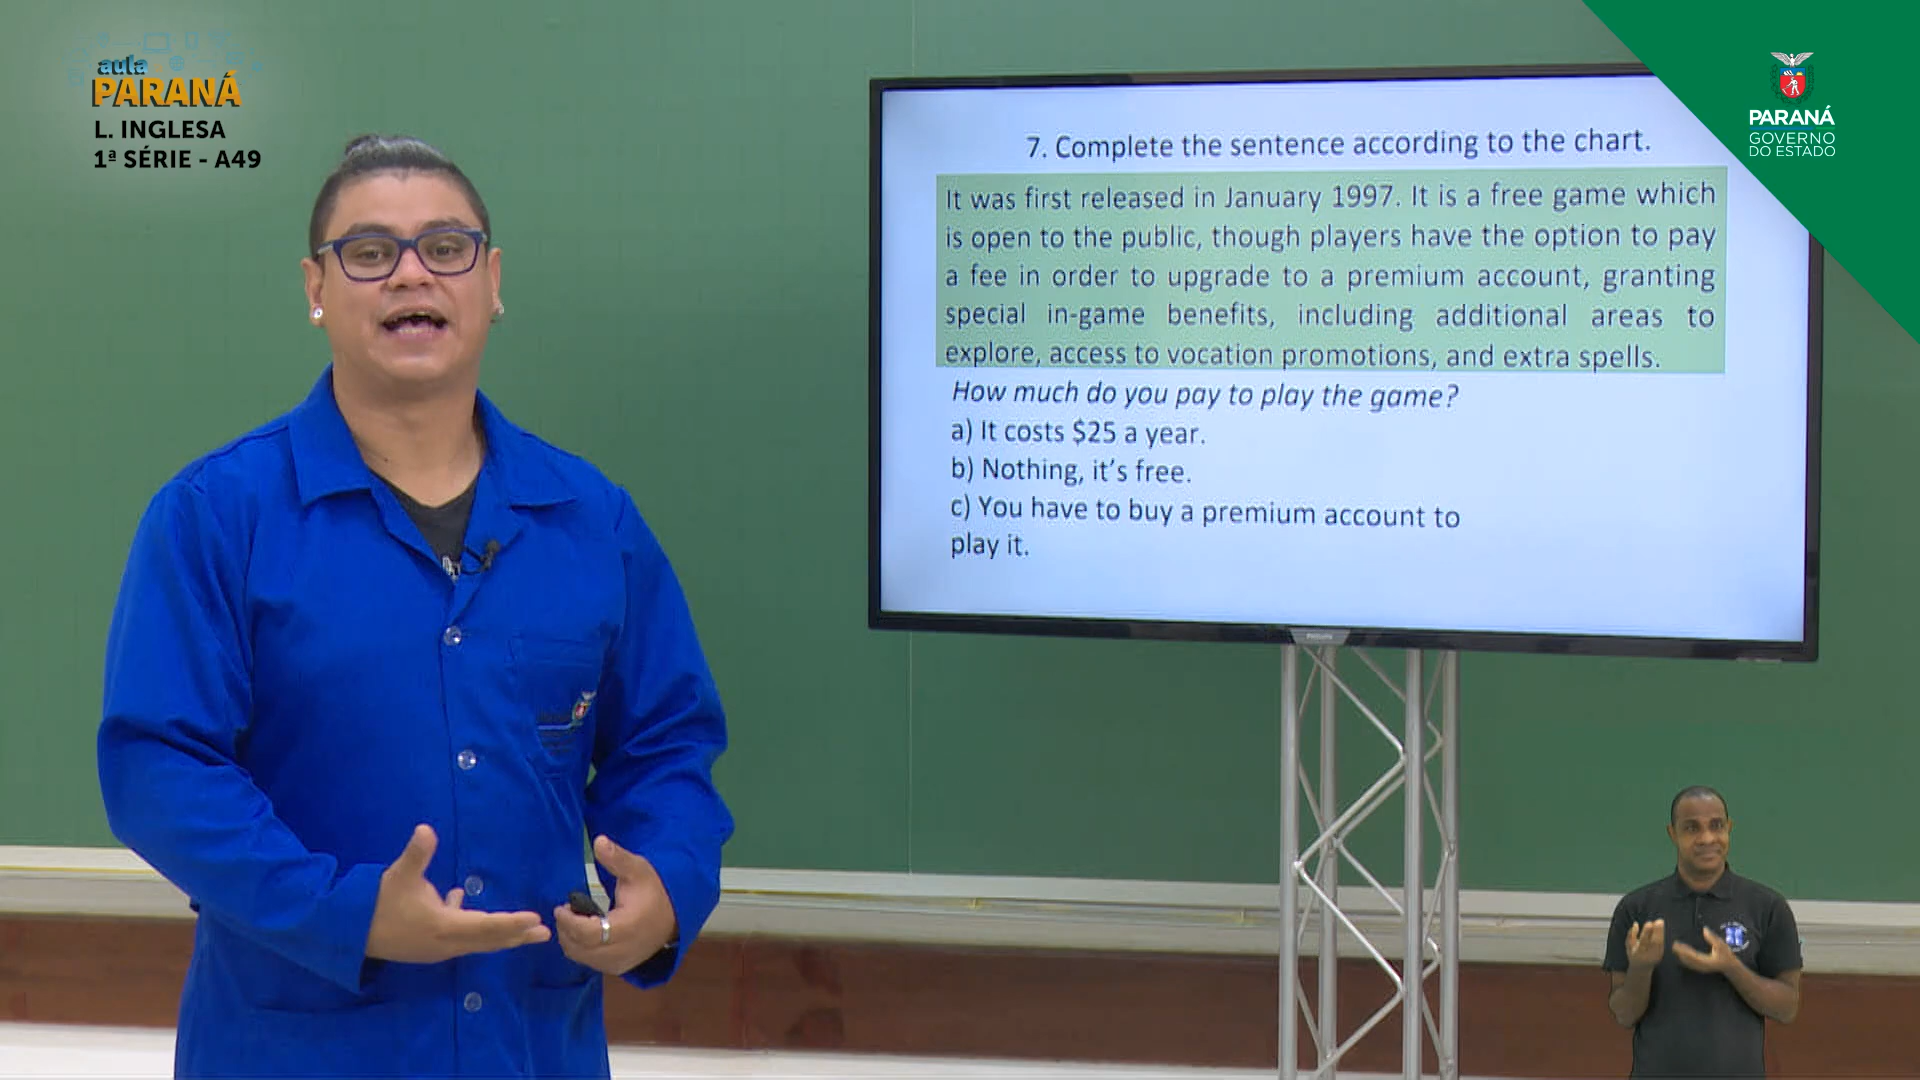 aula
PARANÁ
L. INGLESA
1ª SÉRIE - A49
7. Complete the sentence according to the chart.
It was first released in January 1997. It is a free game which
is open to the public, though players have the option to pay
a fee in order to upgrade to a premium account, granting
special in-game benefits, including additional areas to
explore, access to vocation promotions, and extra spells.
How much do you pay to play the game?
a) It costs $25 a year.
b) Nothing, it's free.
c) You have to buy a premium account to
play it.
PARANÁ
GOVERNO
DO ESTADO
PHILIPS